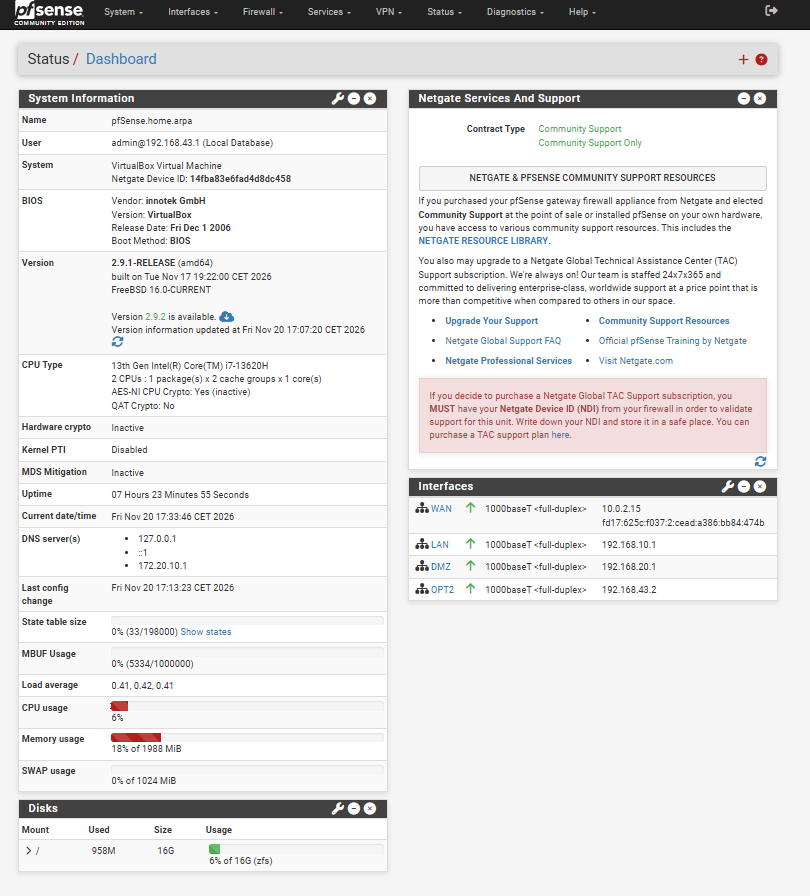 pfsense
COMMUNITY EDITION
System Interfaces Firewall Services VPN Status Diagnostics Help
Status / Dashboard
System Information
Name pfSense.home.arpa
User admin@192.168.43.1 (Local Database)
System VirtualBox Virtual Machine
Netgate Device ID: 14fba83e6fad4d8dc458
BIOS Vendor: innotek GmbH
Version: VirtualBox
Release Date: Fri Dec 1 2006
Boot Method: BIOS
Version 2.9.1-RELEASE (amd64)
built on Tue Nov 17 19:22:00 CET 2026
FreeBSD 16.0-CURRENT
Version 2.9.2 is available.
Version information updated at Fri Nov 20 17:07:20 CET 2026
CPU Type 13th Gen Intel(R) Core(TM) i7-13620H
2 CPUs : 1 package(s) x 2 cache groups x 1 core(s)
AES-NI CPU Crypto: Yes (inactive)
QAT Crypto: No
Hardware crypto Inactive
Kernel PTI Disabled
MDS Mitigation Inactive
Uptime 07 Hours 23 Minutes 55 Seconds
Current date/time Fri Nov 20 17:33:46 CET 2026
DNS server(s) • 127.0.0.1
• ::1
• 172.20.10.1
Last config change Fri Nov 20 17:13:23 CET 2026
State table size 0% (33/198000) Show states
MBUF Usage 0% (5334/1000000)
Load average 0.41, 0.42, 0.41
CPU usage 6%
Memory usage 18% of 1988 MiB
SWAP usage 0% of 1024 MiB
Disks
Mount Used Size Usage
/ 958M 16G 6% of 16G (zfs)
Netgate Services And Support
Contract Type Community Support
Community Support Only
NETGATE & PFSENSE COMMUNITY SUPPORT RESOURCES
If you purchased your pfSense gateway firewall appliance from Netgate and elected
Community Support at the point of sale or installed pfSense on your own hardware,
you have access to various community support resources. This includes the
NETGATE RESOURCE LIBRARY.
You also may upgrade to a Netgate Global Technical Assistance Center (TAC)
Support subscription. We're always on! Our team is staffed 24x7x365 and
committed to delivering enterprise-class, worldwide support at a price point that is
more than competitive when compared to others in our space.
• Upgrade Your Support • Community Support Resources
• Netgate Global Support FAQ • Official pfSense Training by Netgate
• Netgate Professional Services • Visit Netgate.com
If you decide to purchase a Netgate Global TAC Support subscription, you
MUST have your Netgate Device ID (NDI) from your firewall in order to validate
support for this unit. Write down your NDI and store it in a safe place. You can
purchase a TAC support plan here.
Interfaces
WAN 1000baseT <full-duplex> 10.0.2.15
fd17:625c:f037:2:cead:a386:bb84:474b
LAN 1000baseT <full-duplex> 192.168.10.1
DMZ 1000baseT <full-duplex> 192.168.20.1
OPT2 1000baseT <full-duplex> 192.168.43.2